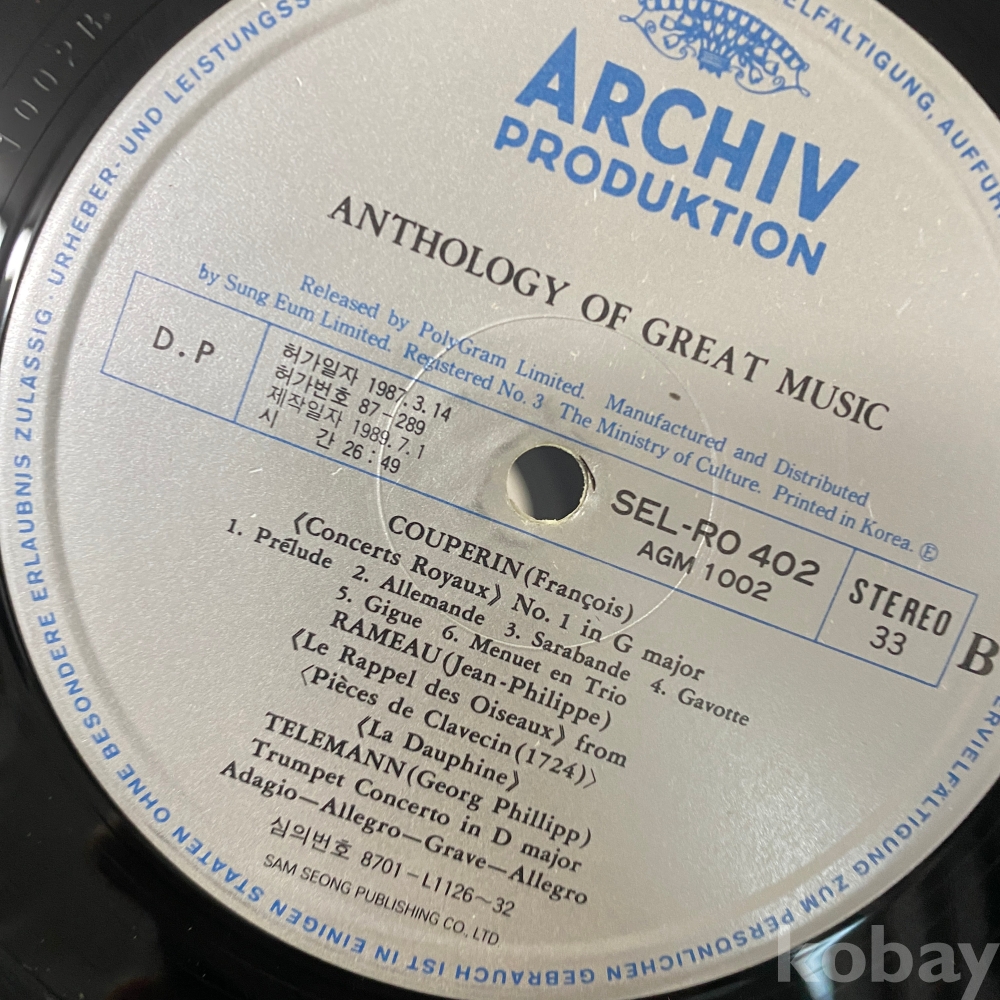 URHEBER- UND LEISTUNGSS
VIELFÄLTIGUNG, AUFFÜHR
ARCHIV
PRODUKTION
ANTHOLOGY OF GREAT MUSIC
Released by PolyGram Limited. Manufactured and Distributed
by Sung Eum Limited. Registered No. 3 The Ministry of Culture. Printed in Korea. Ⓔ
D.P
허가일자 1987. 3. 14
허가번호 87-289
제작일자 1989. 7. 1
시 간 26:49
SEL-RO 402
AGM 1002
STEREO
33
B
COUPERIN(François)
《Concerts Royaux》 No. 1 in G major
1. Prélude 2. Allemande 3. Sarabande 4. Gavotte
5. Gigue 6. Menuet en Trio
RAMEAU(Jean-Philippe)
《Le Rappel des Oiseaux》 from
〈Pièces de Clavecin(1724)〉
《La Dauphine》
TELEMANN(Georg Phillipp)
Trumpet Concerto in D major
Adagio—Allegro—Grave—Allegro
심의번호 8701-L1126~32
SAM SEONG PUBLISHING CO., LTD
ERVIELFÄLTIGUNG ZUM PERSÖNLICHEN GEBRAUCH IST IN EINIGEN STAATEN OHNE BESONDERE ERLAUBNIS ZULÄSSIG ·
kobay